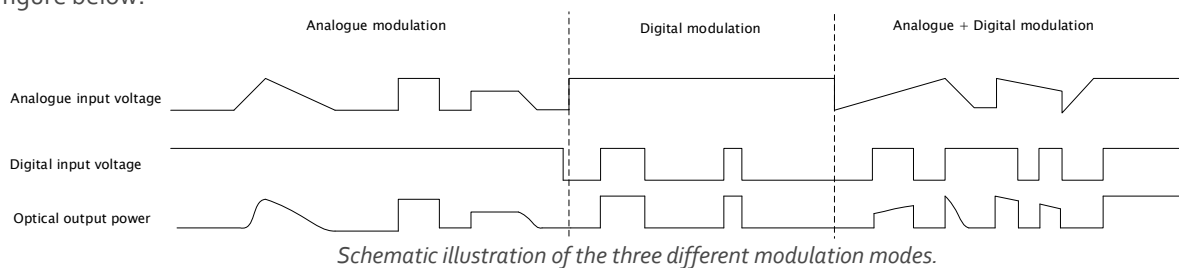 figure below.
Analogue modulation Digital modulation Analogue + Digital modulation
Analogue input voltage
Digital input voltage
Optical output power
Schematic illustration of the three different modulation modes.